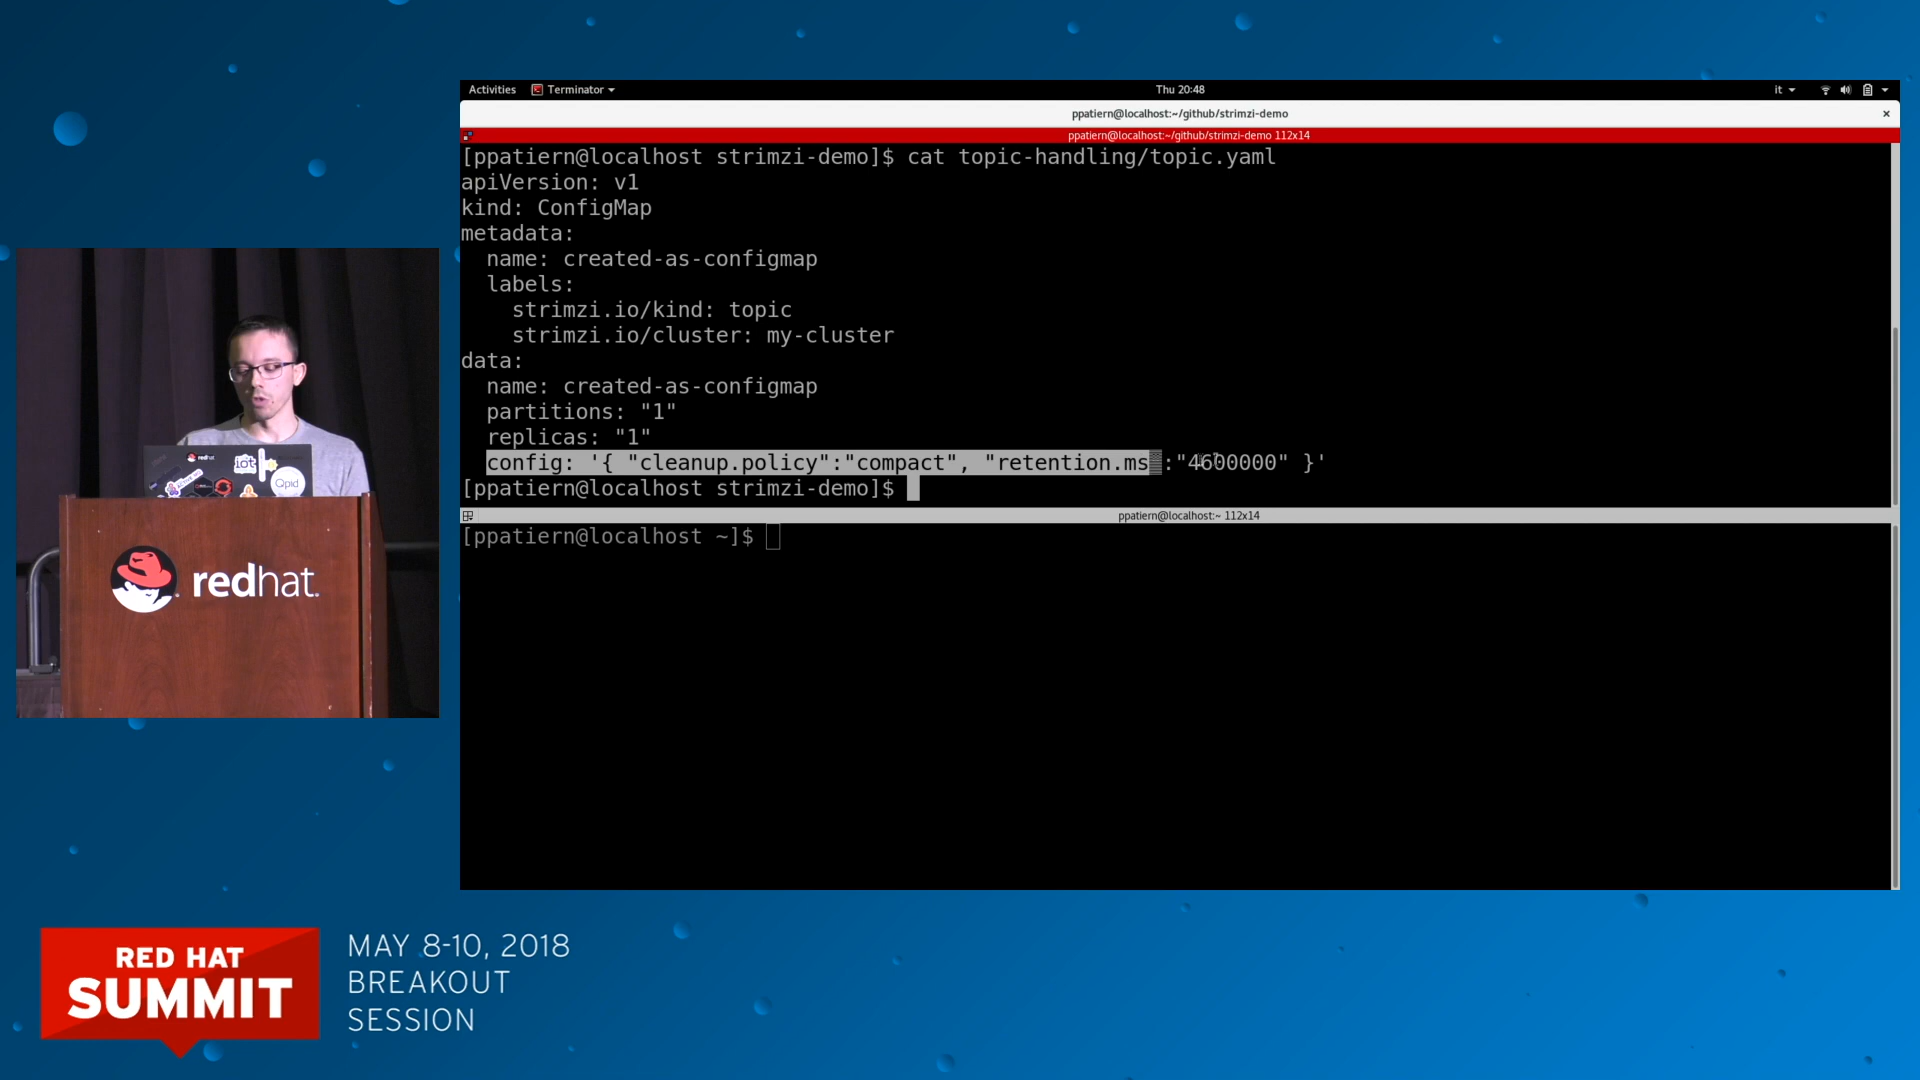 Activities Terminator Thu 20:48 it
ppatiern@localhost:~/github/strimzi-demo ×
ppatiern@localhost:~/github/strimzi-demo 112x14
[ppatiern@localhost strimzi-demo]$ cat topic-handling/topic.yaml
apiVersion: v1
kind: ConfigMap
metadata:
  name: created-as-configmap
  labels:
    strimzi.io/kind: topic
    strimzi.io/cluster: my-cluster
data:
  name: created-as-configmap
  partitions: "1"
  replicas: "1"
  config: '{ "cleanup.policy":"compact", "retention.ms":"4600000" }'
[ppatiern@localhost strimzi-demo]$
ppatiern@localhost:~ 112x14
[ppatiern@localhost ~]$
redhat
iot
Qpid
redhat.
RED HAT
SUMMIT
MAY 8-10, 2018
BREAKOUT
SESSION